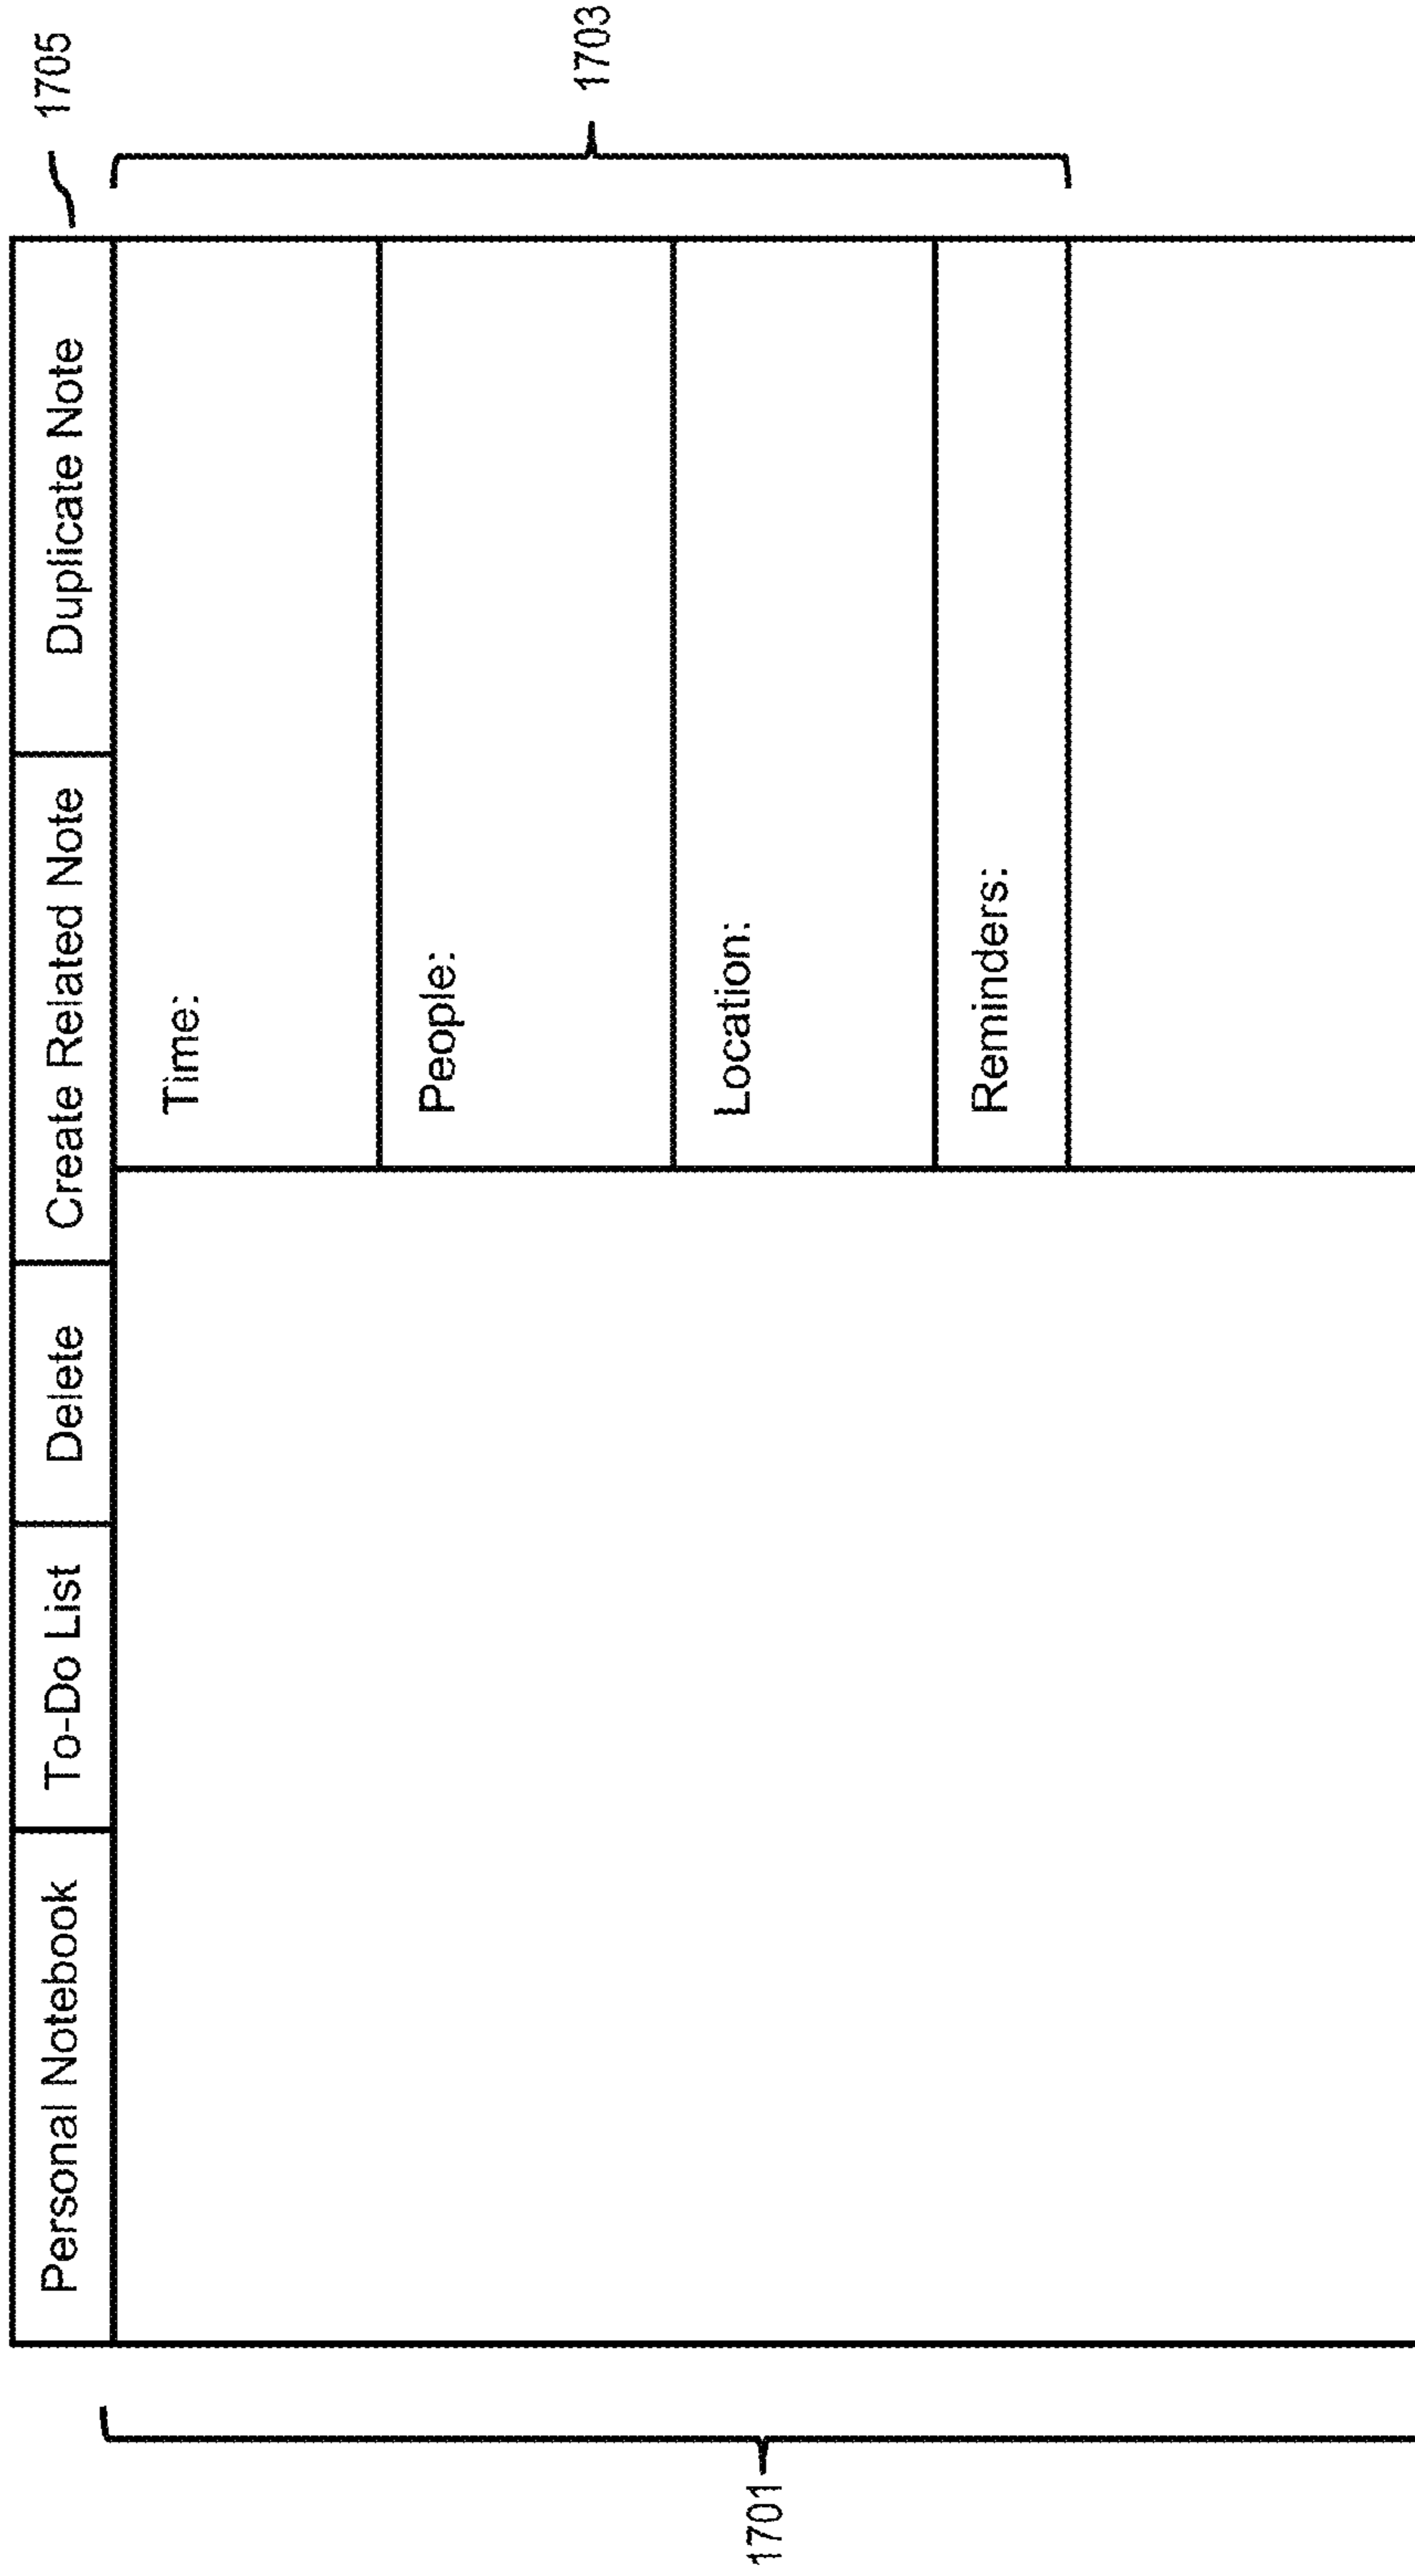 Personal Notebook
To-Do List
Delete
Create Related Note
Duplicate Note
1705
Time:
People:
Location:
Reminders:
1703
1701